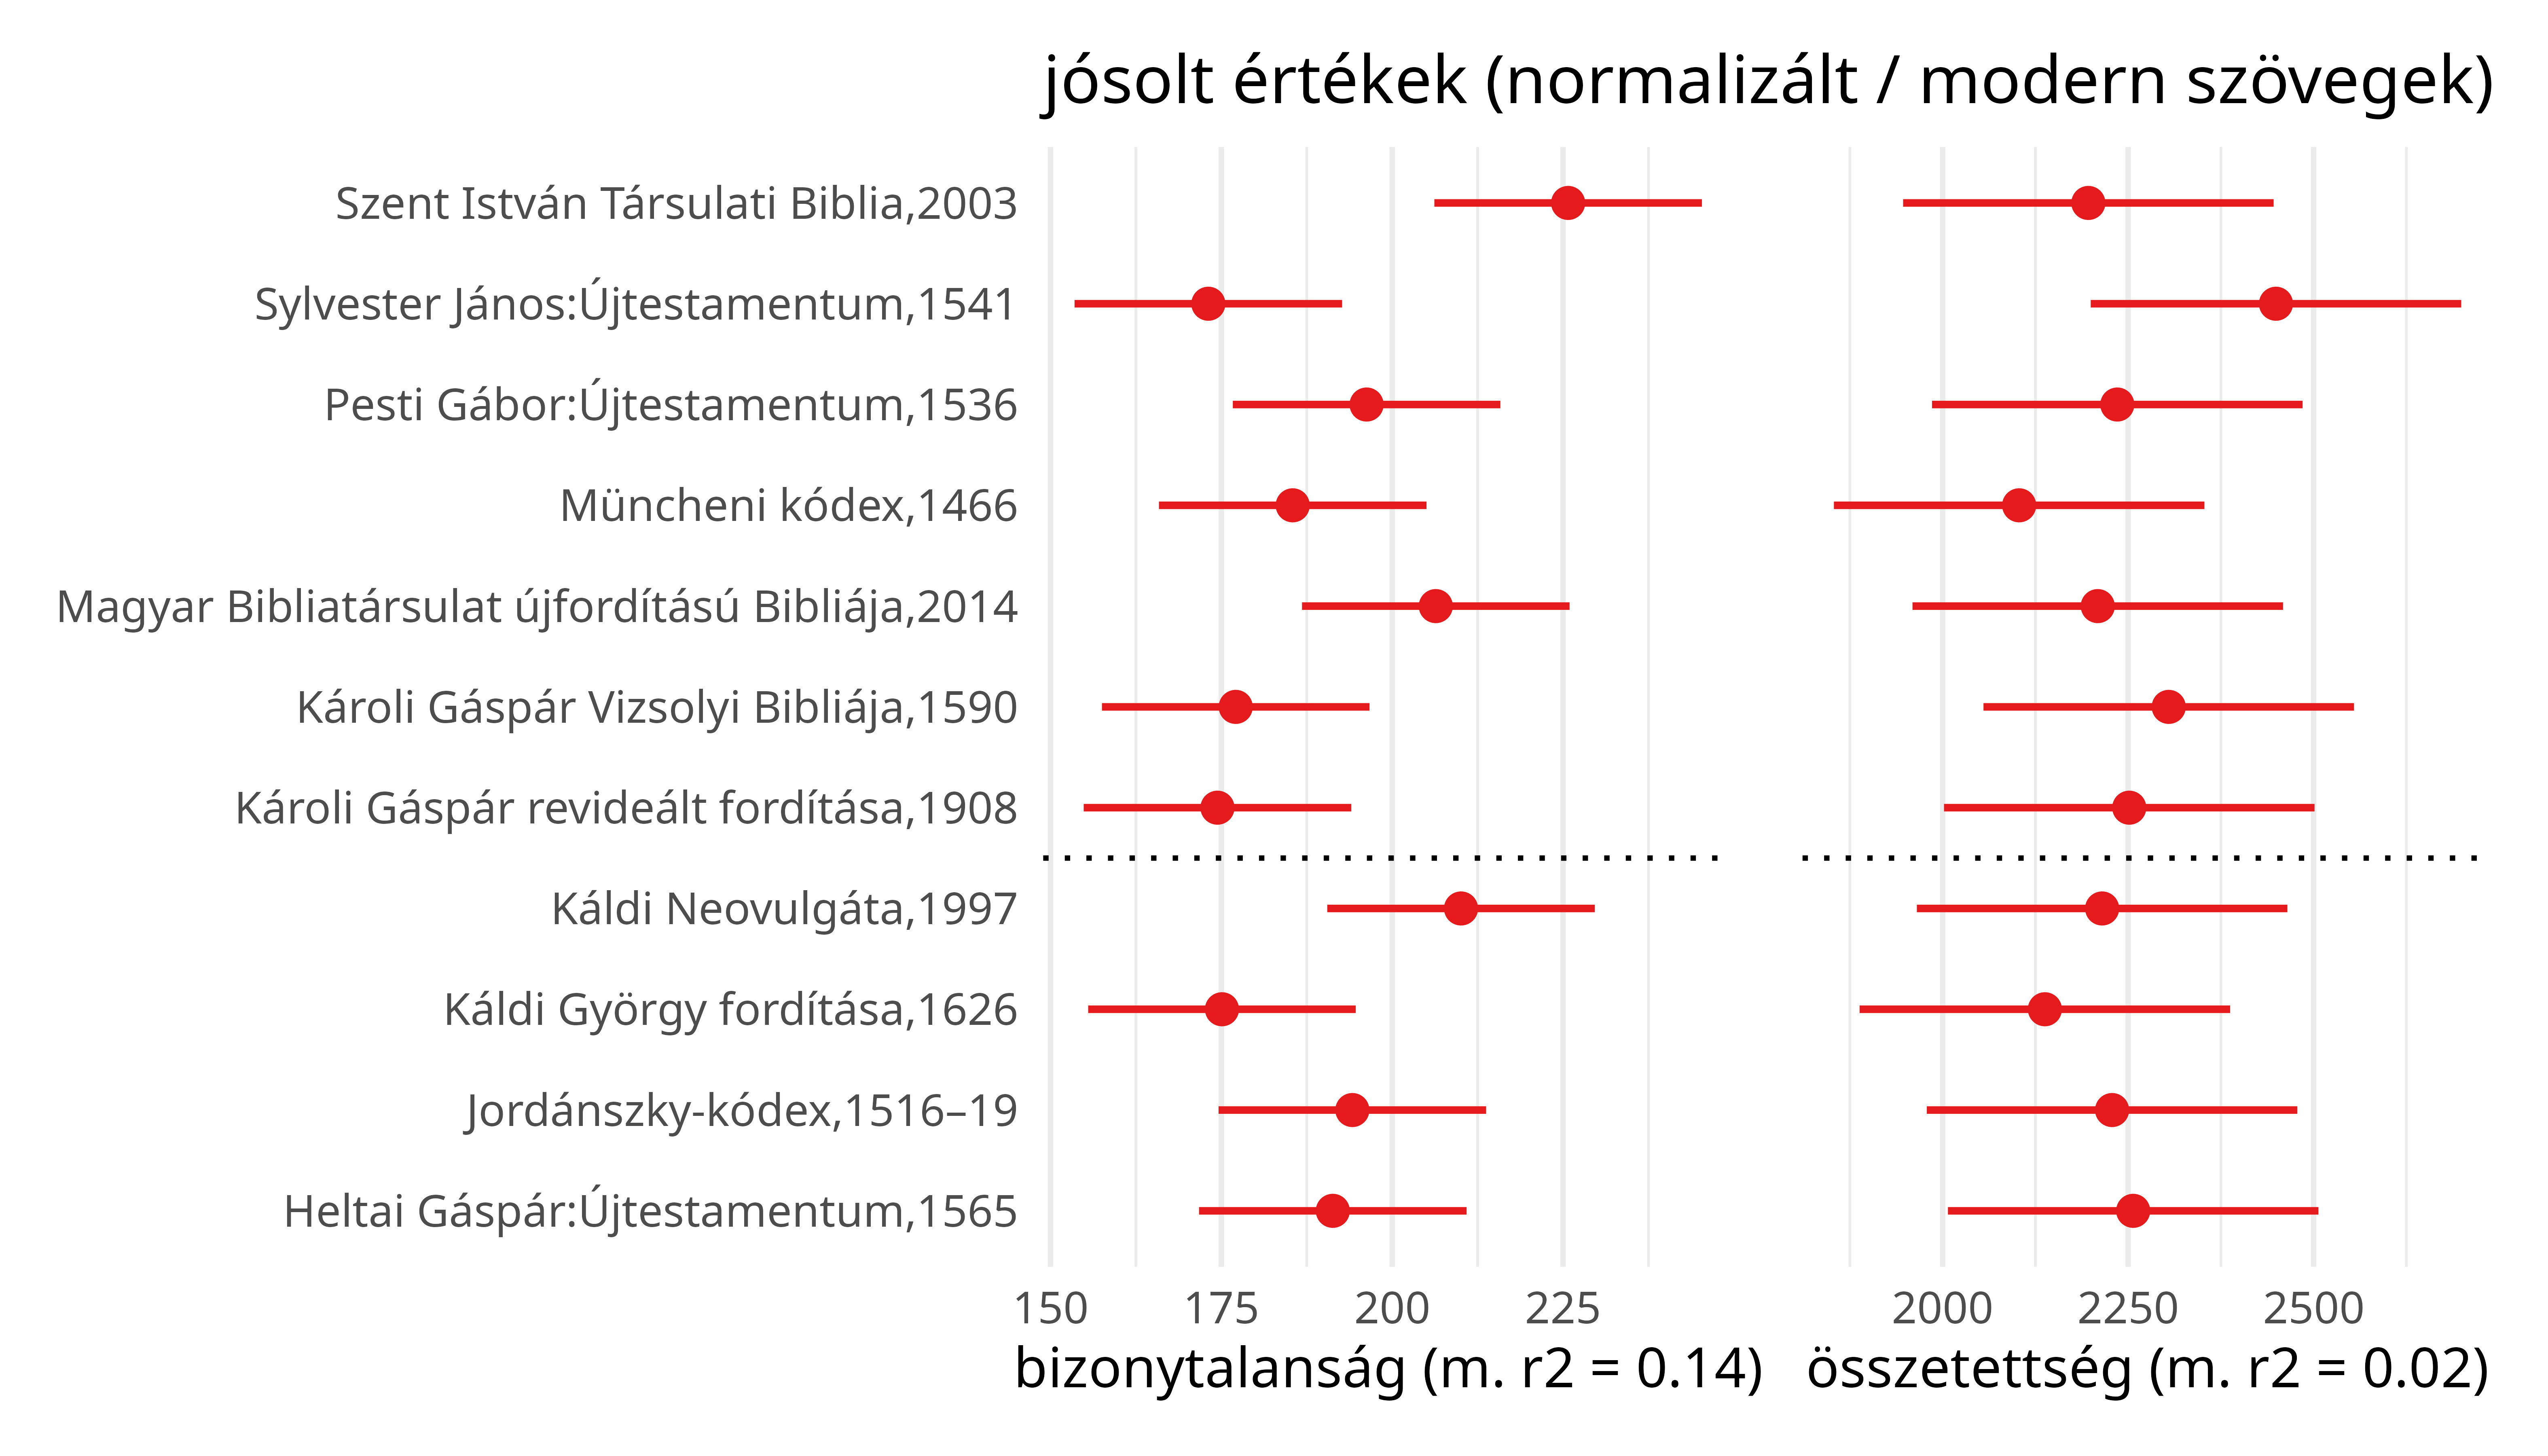 jósolt értékek (normalizált / modern szövegek)
Szent István Társulati Biblia,2003
Sylvester János:Újtestamentum,1541
Pesti Gábor:Újtestamentum,1536
Müncheni kódex,1466
Magyar Bibliatársulat újfordítású Bibliája,2014
Károli Gáspár Vizsolyi Bibliája,1590
Károli Gáspár revideált fordítása,1908
Káldi Neovulgáta,1997
Káldi György fordítása,1626
Jordánszky-kódex,1516–19
Heltai Gáspár:Újtestamentum,1565
150 175 200 225 2000 2250 2500
bizonytalanság (m. r2 = 0.14) összetettség (m. r2 = 0.02)